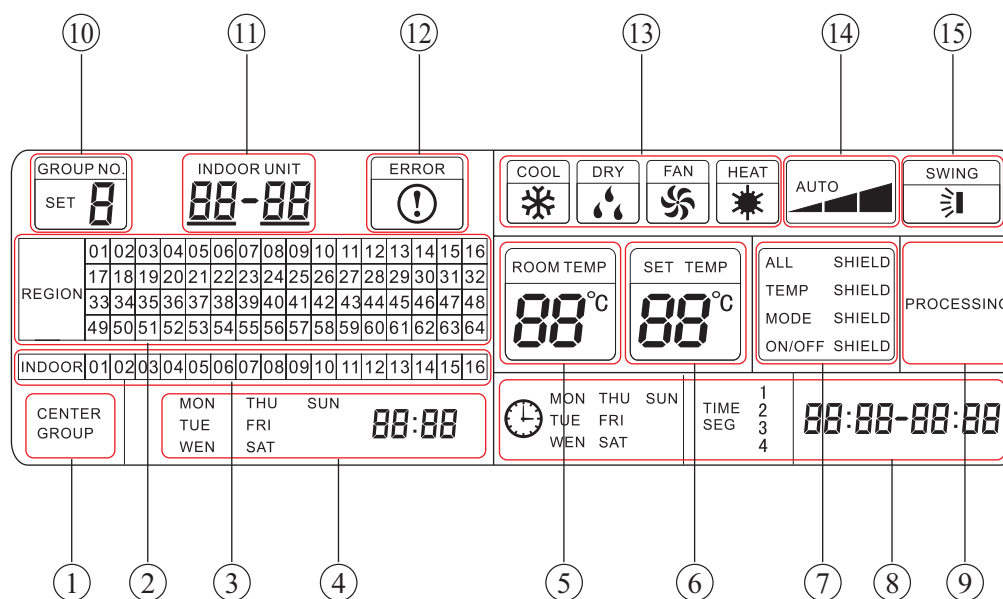 10 11 12 13 14 15
GROUP NO.
SET 8
INDOOR UNIT
88-88
ERROR
!
COOL DRY FAN HEAT
AUTO
SWING
REGION
01 02 03 04 05 06 07 08 09 10 11 12 13 14 15 16
17 18 19 20 21 22 23 24 25 26 27 28 29 30 31 32
33 34 35 36 37 38 39 40 41 42 43 44 45 46 47 48
49 50 51 52 53 54 55 56 57 58 59 60 61 62 63 64
ROOM TEMP
88°C
SET TEMP
88°C
ALL SHIELD
TEMP SHIELD
MODE SHIELD
ON/OFF SHIELD
PROCESSING
INDOOR 01 02 03 04 05 06 07 08 09 10 11 12 13 14 15 16
CENTER
GROUP
MON THU SUN
TUE FRI
WEN SAT
88:88
MON THU SUN
TUE FRI
WEN SAT
TIME
SEG
1
2
3
4
88:88-88:88
1 2 3 4 5 6 7 8 9